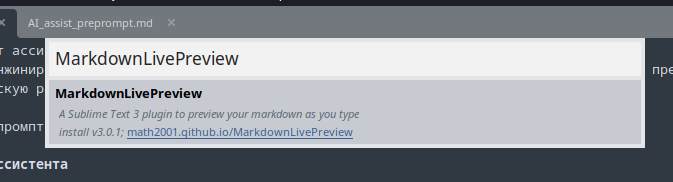 AI_assist_preprompt.md
т асси
MarkdownLivePreview
нжинир
пре
MarkdownLivePreview
скую р
A Sublime Text 3 plugin to preview your markdown as you type
install v3.0.1; math2001.github.io/MarkdownLivePreview
промпт
ссистента